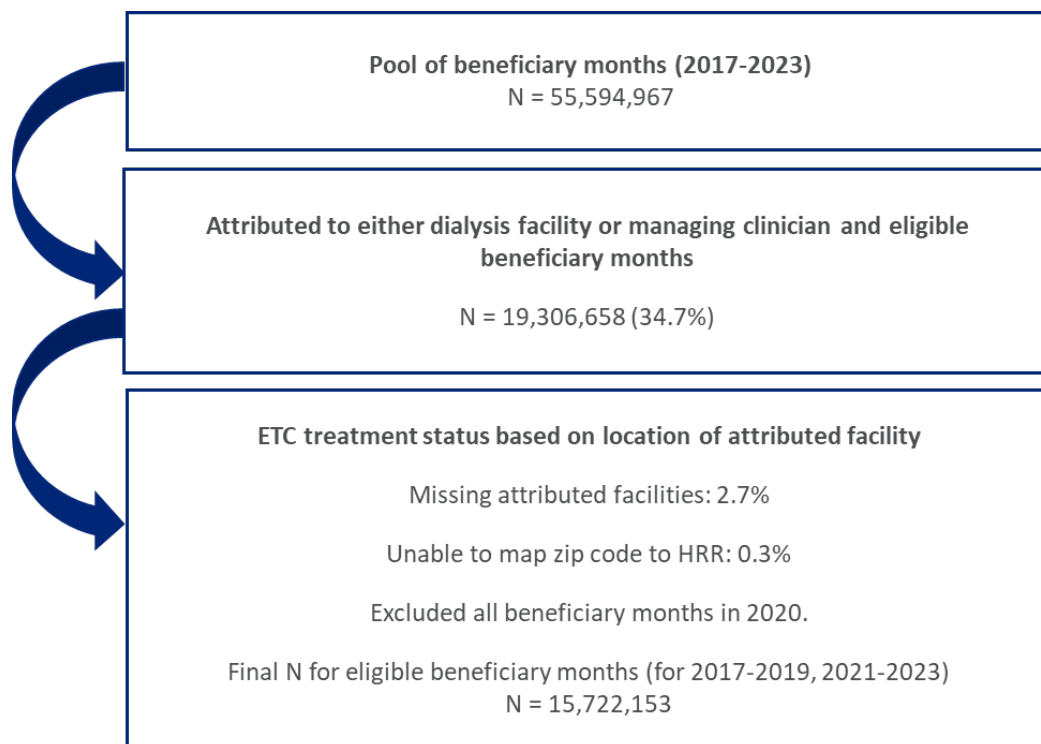 Pool of beneficiary months (2017-2023)
N = 55,594,967
Attributed to either dialysis facility or managing clinician and eligible
beneficiary months
N = 19,306,658 (34.7%)
ETC treatment status based on location of attributed facility
Missing attributed facilities: 2.7%
Unable to map zip code to HRR: 0.3%
Excluded all beneficiary months in 2020.
Final N for eligible beneficiary months (for 2017-2019, 2021-2023)
N = 15,722,153